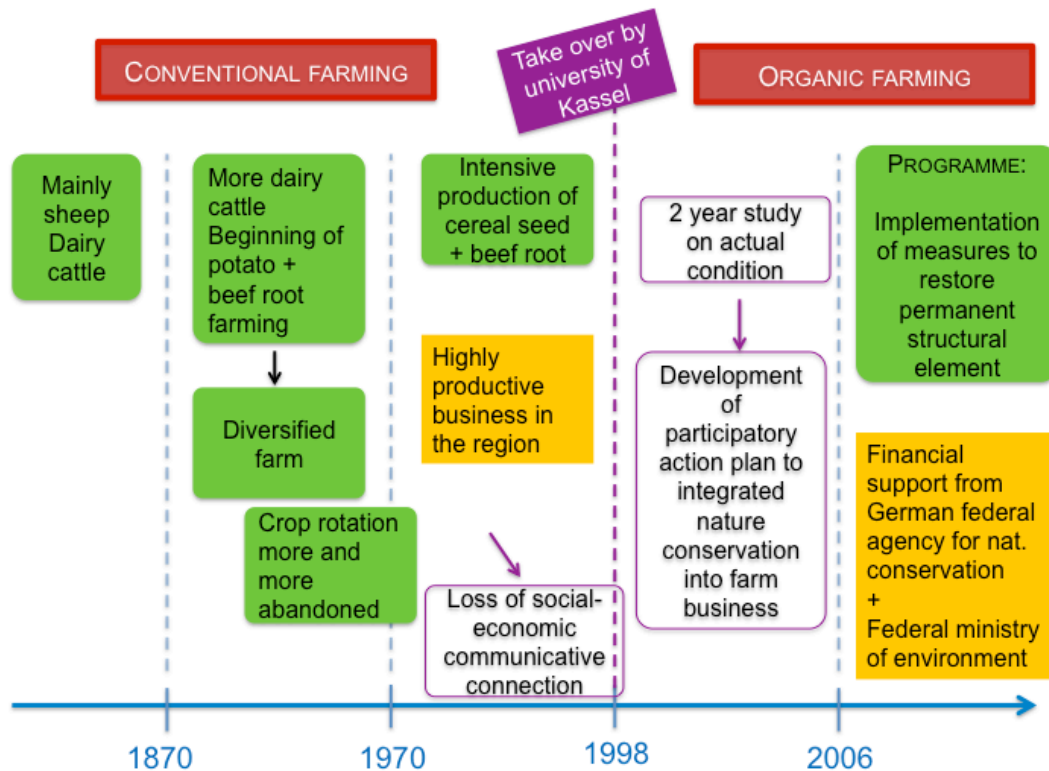 CONVENTIONAL FARMING
Take over by
university of
Kassel
ORGANIC FARMING
Mainly
sheep
Dairy
cattle
More dairy
cattle
Beginning of
potato +
beef root
farming
Diversified
farm
Crop rotation
more and
more
abandoned
Intensive
production of
cereal seed
+ beef root
Highly
productive
business in
the region
Loss of social-
economic
communicative
connection
2 year study
on actual
condition
Development
of
participatory
action plan to
integrated
nature
conservation
into farm
business
PROGRAMME:
Implementation
of measures to
restore
permanent
structural
element
Financial
support from
German federal
agency for nat.
conservation
+
Federal ministry
of environment
1870
1970
1998
2006